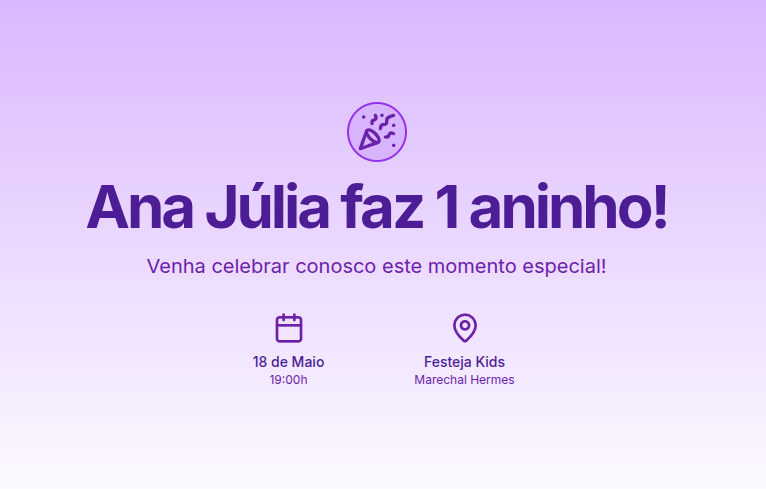 Ana Júlia faz 1 aninho!
Venha celebrar conosco este momento especial!
18 de Maio
19:00h
Festeja Kids
Marechal Hermes